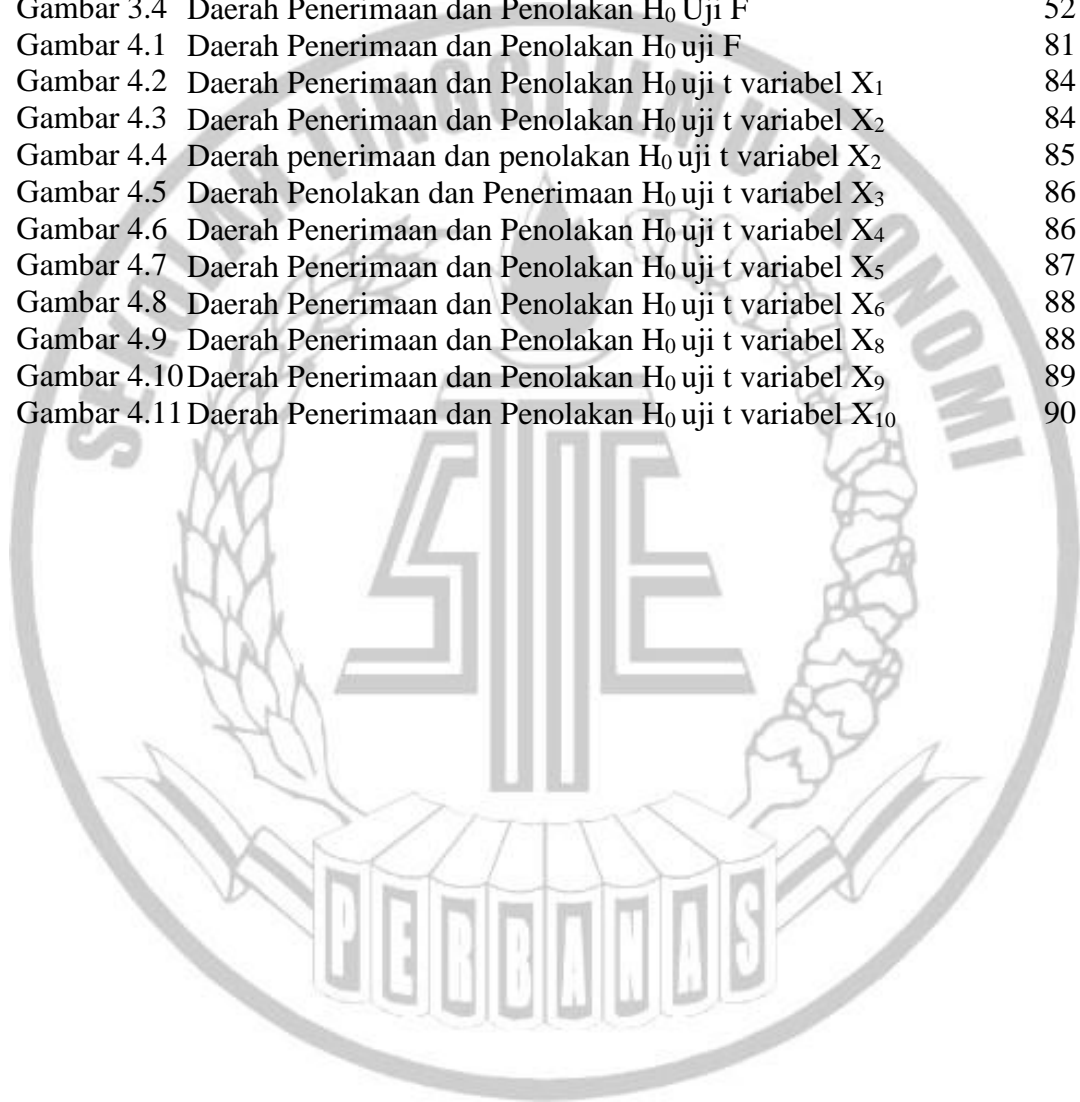 Gambar 3.4 Daerah Penerimaan dan Penolakan H₀ Uji F 52
Gambar 4.1 Daerah Penerimaan dan Penolakan H₀ uji F 81
Gambar 4.2 Daerah Penerimaan dan Penolakan H₀ uji t variabel X₁ 84
Gambar 4.3 Daerah Penerimaan dan Penolakan H₀ uji t variabel X₂ 84
Gambar 4.4 Daerah penerimaan dan penolakan H₀ uji t variabel X₂ 85
Gambar 4.5 Daerah Penolakan dan Penerimaan H₀ uji t variabel X₃ 86
Gambar 4.6 Daerah Penerimaan dan Penolakan H₀ uji t variabel X₄ 86
Gambar 4.7 Daerah Penerimaan dan Penolakan H₀ uji t variabel X₅ 87
Gambar 4.8 Daerah Penerimaan dan Penolakan H₀ uji t variabel X₆ 88
Gambar 4.9 Daerah Penerimaan dan Penolakan H₀ uji t variabel X₈ 88
Gambar 4.10 Daerah Penerimaan dan Penolakan H₀ uji t variabel X₉ 89
Gambar 4.11 Daerah Penerimaan dan Penolakan H₀ uji t variabel X₁₀ 90
SEKOLAH TINGGI ILMU EKONOMI
STIE
PERBANAS